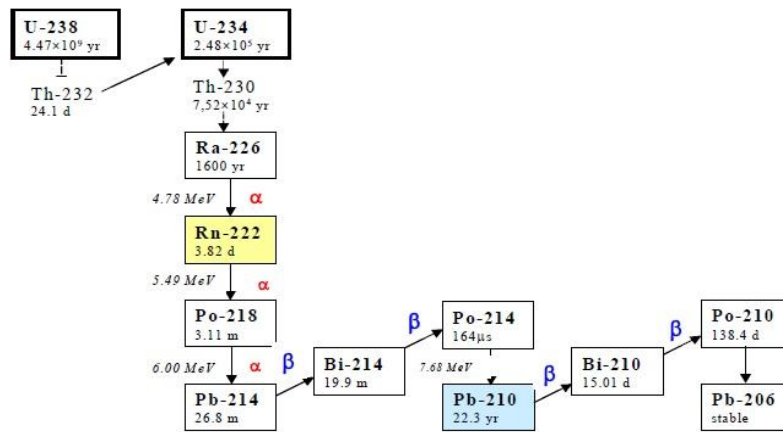 U-238
4.47×10⁹ yr
U-234
2.48×10⁵ yr
Th-232
24.1 d
Th-230
7,52×10⁴ yr
Ra-226
1600 yr
4.78 MeV α
Rn-222
3.82 d
5.49 MeV α
Po-218
3.11 m
6.00 MeV α
Pb-214
26.8 m
β
Bi-214
19.9 m
β
Po-214
164μs
7.68 MeV
Pb-210
22.3 yr
β
Bi-210
15.01 d
β
Po-210
138.4 d
Pb-206
stable